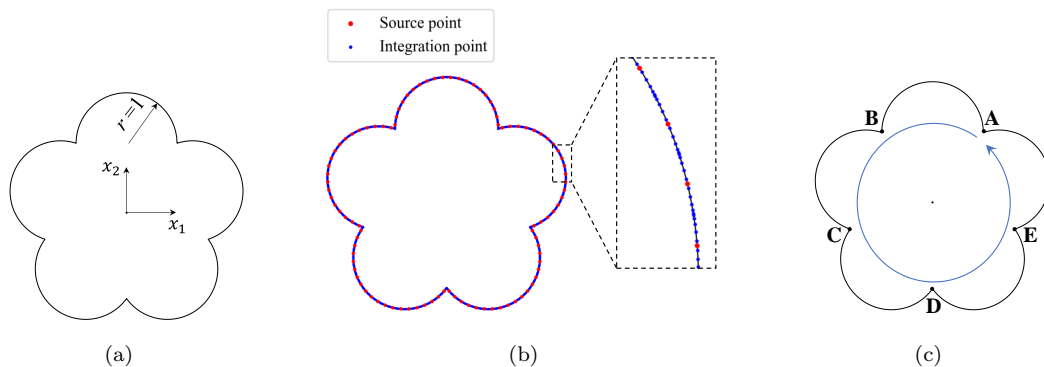 Source point
Integration point
r=1
x₂
x₁
B
A
C
E
D
(a)
(b)
(c)